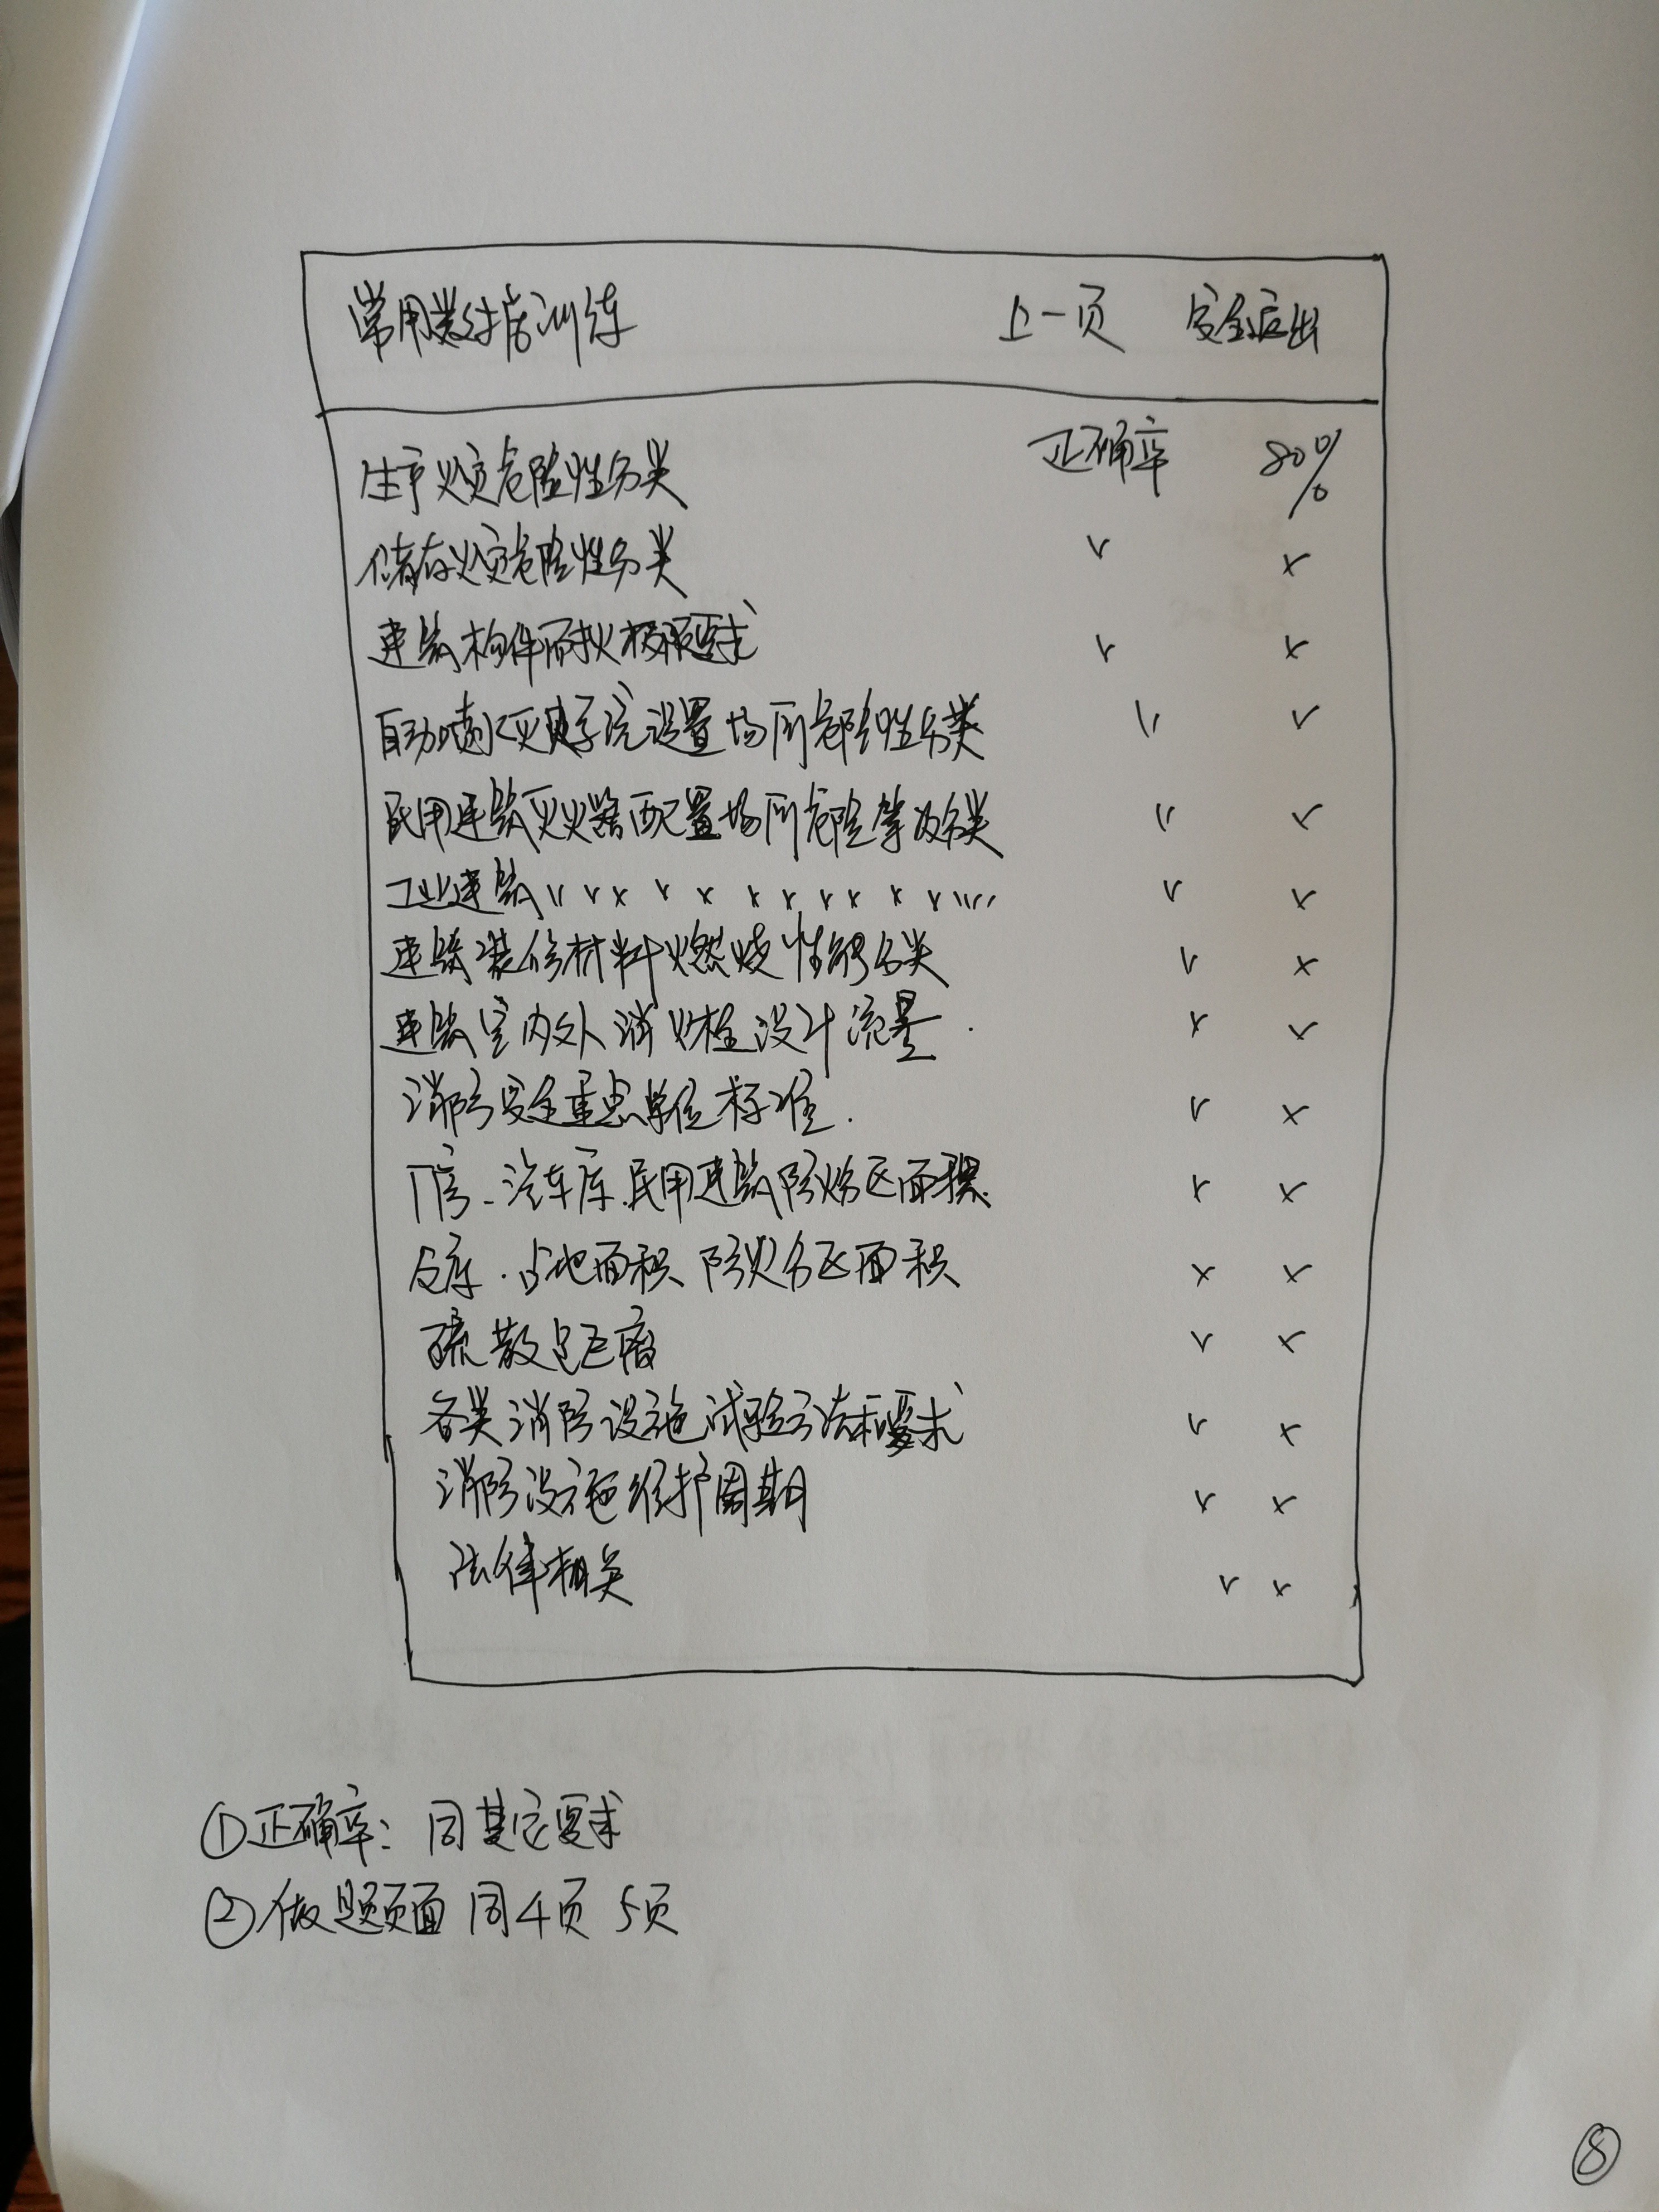 常用数据训练 上一页 安全退出
生产火灾危险性分类 正确率 80%
储存火灾危险性分类 〃 〃
建筑构件耐火极限要求 〃 〃
自动喷水灭火系统设置场所危险性分类 〃 〃
民用建筑灭火器配置场所危险等级分类 〃 〃
工业建筑 〃 〃 〃 〃 〃 〃 〃 〃 〃 〃 〃 〃 〃 〃
建筑装修材料燃烧性能分类 〃 〃
建筑室内外消火栓设计流量 〃 〃
消防安全重点单位标准. 〃 〃
厂房、汽车库、民用建筑防火分区面积 〃 〃
仓库、占地面积、防火分区面积 〃 〃
疏散距离 〃 〃
各类消防设施试验方法和要求 〃 〃
消防设施维护周期 〃 〃
法律相关 〃 〃
①正确率：同其它要求
②做题页面 同4页 5页
⑧